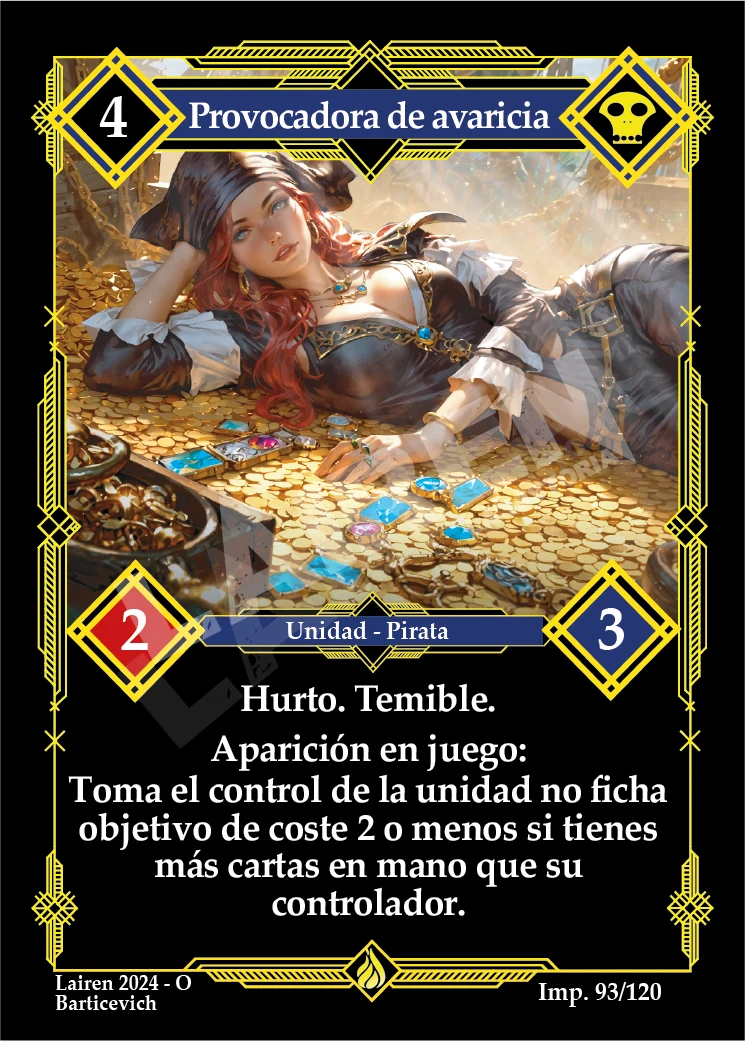 4
Provocadora de avaricia
2
Unidad - Pirata
3
Hurto. Temible.
Aparición en juego:
Toma el control de la unidad no ficha
objetivo de coste 2 o menos si tienes
más cartas en mano que su
controlador.
Lairen 2024 - O
Barticevich
Imp. 93/120